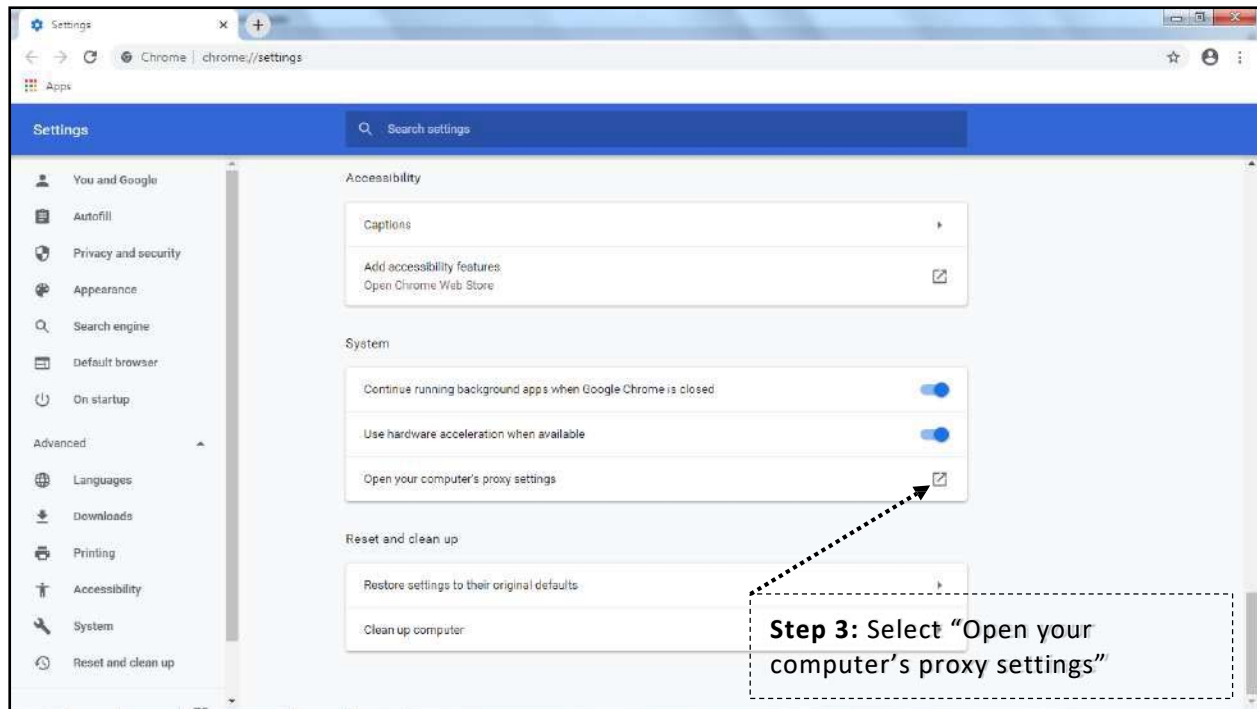 Settings
Chrome | chrome://settings
Apps
Settings
Search settings
You and Google
Autofill
Privacy and security
Appearance
Search engine
Default browser
On startup
Advanced
Languages
Downloads
Printing
Accessibility
System
Reset and clean up
Accessibility
Captions
Add accessibility features
Open Chrome Web Store
System
Continue running background apps when Google Chrome is closed
Use hardware acceleration when available
Open your computer's proxy settings
Reset and clean up
Restore settings to their original defaults
Clean up computer
Step 3: Select “Open your
computer’s proxy settings”